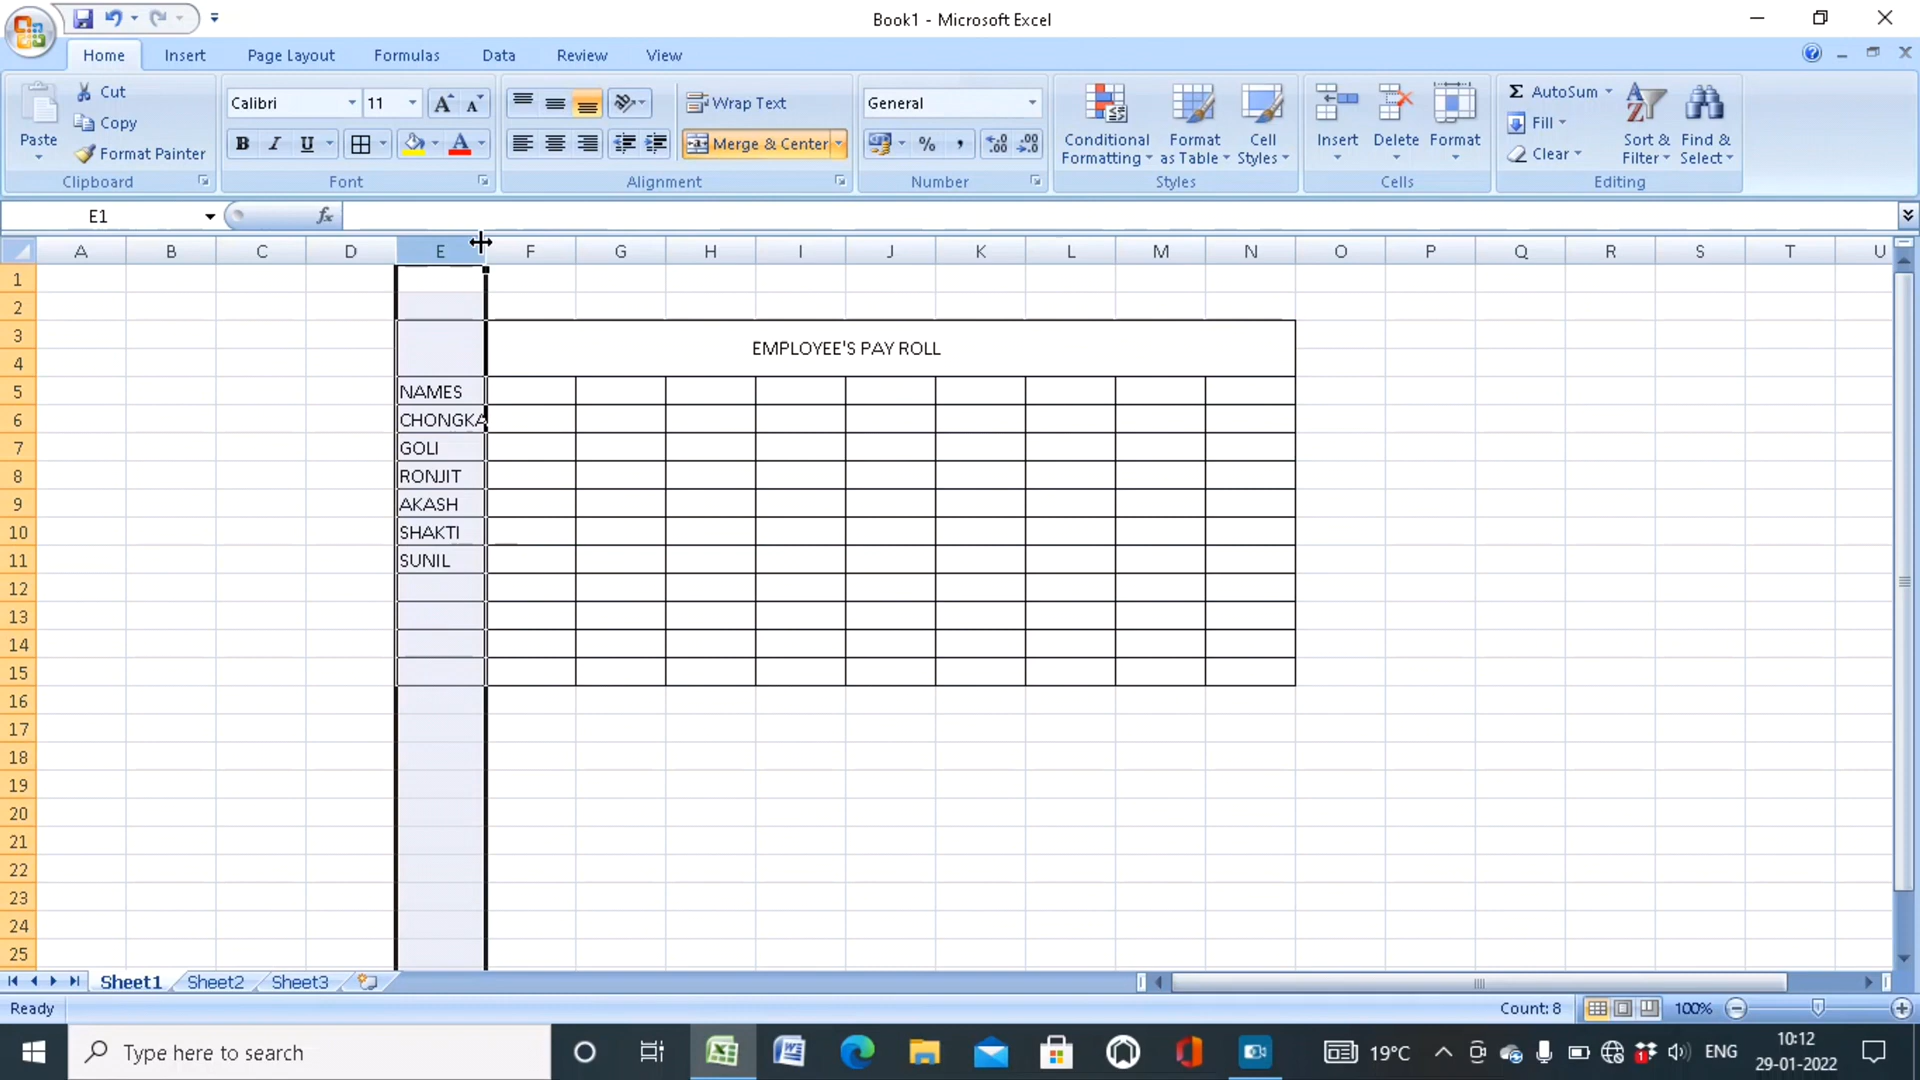 Book1 - Microsoft Excel
Home Insert Page Layout Formulas Data Review View
Paste
Cut
Copy
Format Painter
Clipboard
Calibri 11
B I U A
Font
Wrap Text
Merge & Center
Alignment
General
% ,
Number
Conditional Formatting
Format as Table
Cell Styles
Styles
Insert Delete Format
Cells
Σ AutoSum
Fill
Clear
Sort & Filter
Find & Select
Editing
E1 fx
A B C D E F G H I J K L M N O P Q R S T U
1
2
3
EMPLOYEE'S PAY ROLL
4
5 NAMES
6 CHONGKA
7 GOLI
8 RONJIT
9 AKASH
10 SHAKTI
11 SUNIL
12
13
14
15
16
17
18
19
20
21
22
23
24
25
Sheet1 Sheet2 Sheet3
Ready Count: 8 100%
Type here to search 19°C ENG 10:12
29-01-2022